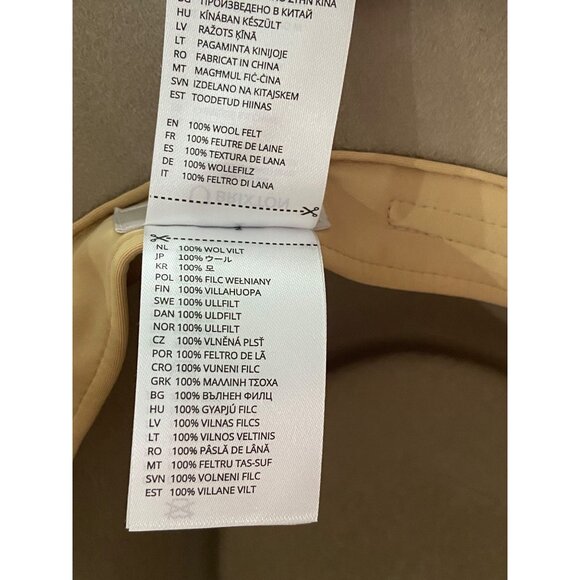 BG ПРОИЗВЕДЕНО В КИТАЙ
HU KÍNÁBAN KÉSZÜLT
LV RAŽOTS ĶĪNĀ
LT PAGAMINTA KINIJOJE
RO FABRICAT IN CHINA
MT MAGHMUL FIĊ-ĊINA
SVN IZDELANO NA KITAJSKEM
EST TOODETUD HIINAS
EN 100% WOOL FELT
FR 100% FEUTRE DE LAINE
ES 100% TEXTURA DE LANA
DE 100% WOLLEFILZ
IT 100% FELTRO DI LANA
BRIXTON
NL 100% WOL VILT
JP 100% ウール
KR 100% 모
POL 100% FILC WEŁNIANY
FIN 100% VILLAHUOPA
SWE 100% ULLFILT
DAN 100% ULDFILT
NOR 100% ULLFILT
CZ 100% VLNĚNÁ PLSŤ
POR 100% FELTRO DE LÃ
CRO 100% VUNENI FILC
GRK 100% ΜΑΛΛΙΝΗ ΤΣΟΧΑ
BG 100% ВЪЛНЕН ФИЛЦ
HU 100% GYAPJÚ FILC
LV 100% VILNAS FILCS
LT 100% VILNOS VELTINIS
RO 100% PÂSLĂ DE LÂNĂ
MT 100% FELTRU TAS-SUF
SVN 100% VOLNENI FILC
EST 100% VILLANE VILT